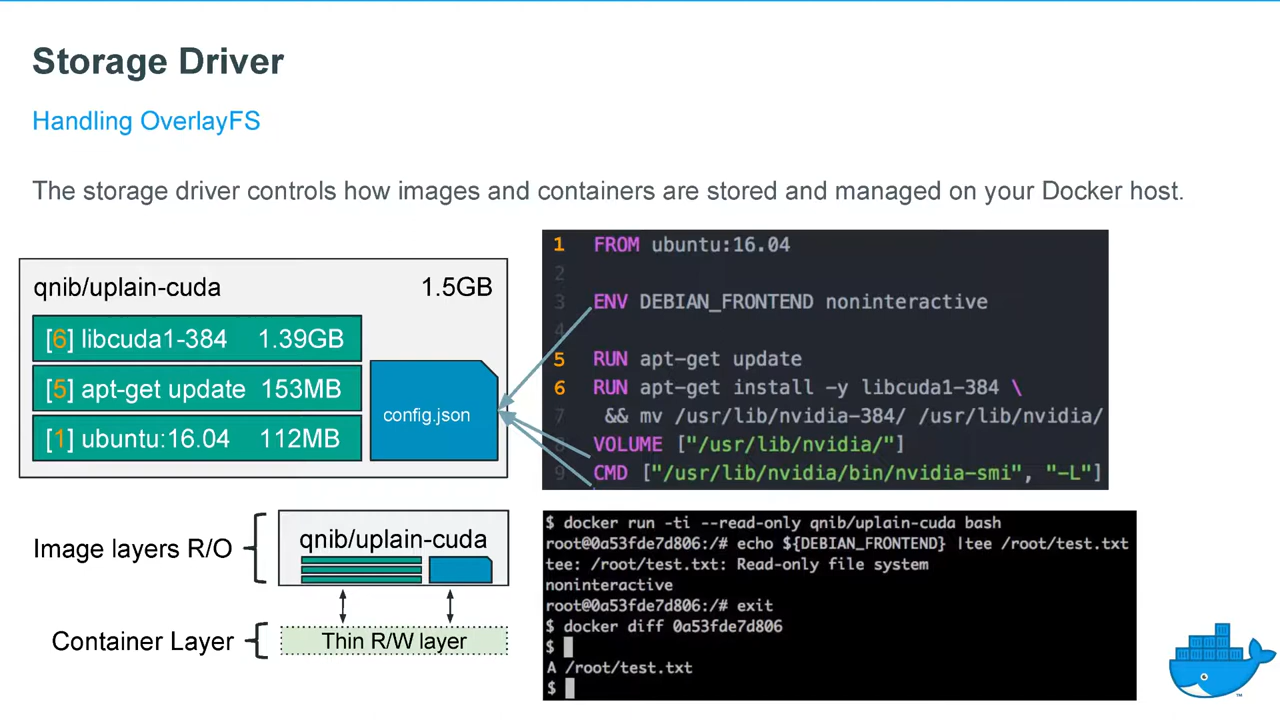 Storage Driver
Handling OverlayFS
The storage driver controls how images and containers are stored and managed on your Docker host.
qnib/uplain-cuda 1.5GB
[6] libcuda1-384 1.39GB
[5] apt-get update 153MB
[1] ubuntu:16.04 112MB
config.json
1 FROM ubuntu:16.04
2
3 ENV DEBIAN_FRONTEND noninteractive
4
5 RUN apt-get update
6 RUN apt-get install -y libcuda1-384 \
7 && mv /usr/lib/nvidia-384/ /usr/lib/nvidia/
8 VOLUME ["/usr/lib/nvidia/"]
9 CMD ["/usr/lib/nvidia/bin/nvidia-smi", "-L"]
Image layers R/O
qnib/uplain-cuda
Container Layer
Thin R/W layer
$ docker run -ti --read-only qnib/uplain-cuda bash
root@0a53fde7d806:/# echo ${DEBIAN_FRONTEND} |tee /root/test.txt
tee: /root/test.txt: Read-only file system
noninteractive
root@0a53fde7d806:/# exit
$ docker diff 0a53fde7d806
$
A /root/test.txt
$